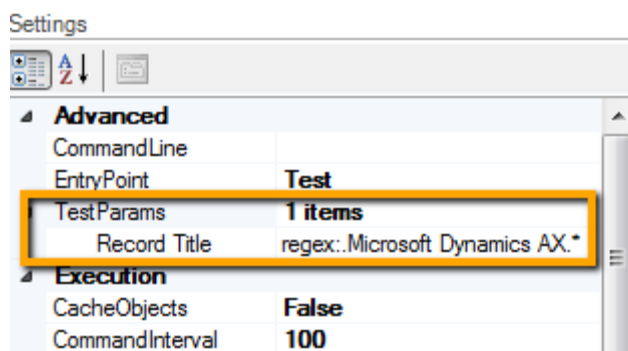 Settings
A
Z
Advanced
CommandLine
EntryPoint Test
TestParams 1 items
Record Title regex:.Microsoft Dynamics AX.*
Execution
CacheObjects False
CommandInterval 100